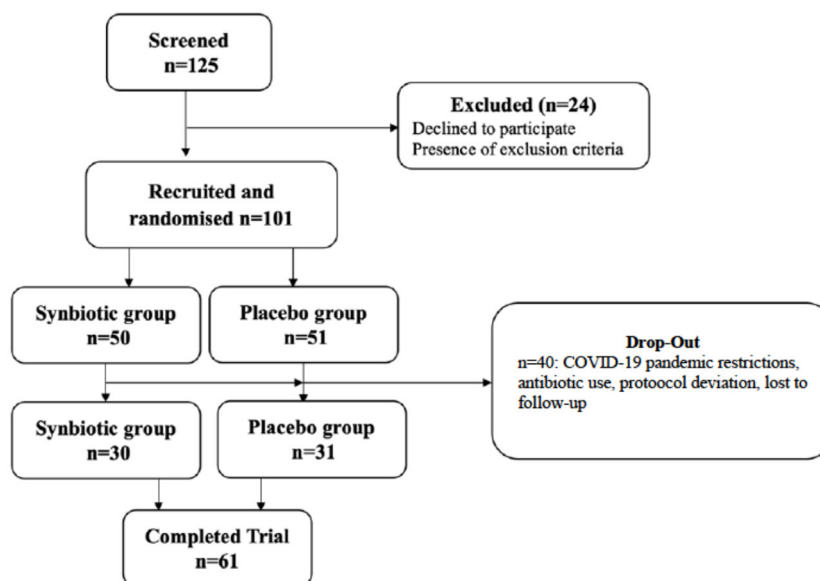 Screened
n=125
Excluded (n=24)
Declined to participate
Presence of exclusion criteria
Recruited and
randomised n=101
Synbiotic group
n=50
Placebo group
n=51
Drop-Out
n=40: COVID-19 pandemic restrictions,
antibiotic use, protoocol deviation, lost to
follow-up
Synbiotic group
n=30
Placebo group
n=31
Completed Trial
n=61